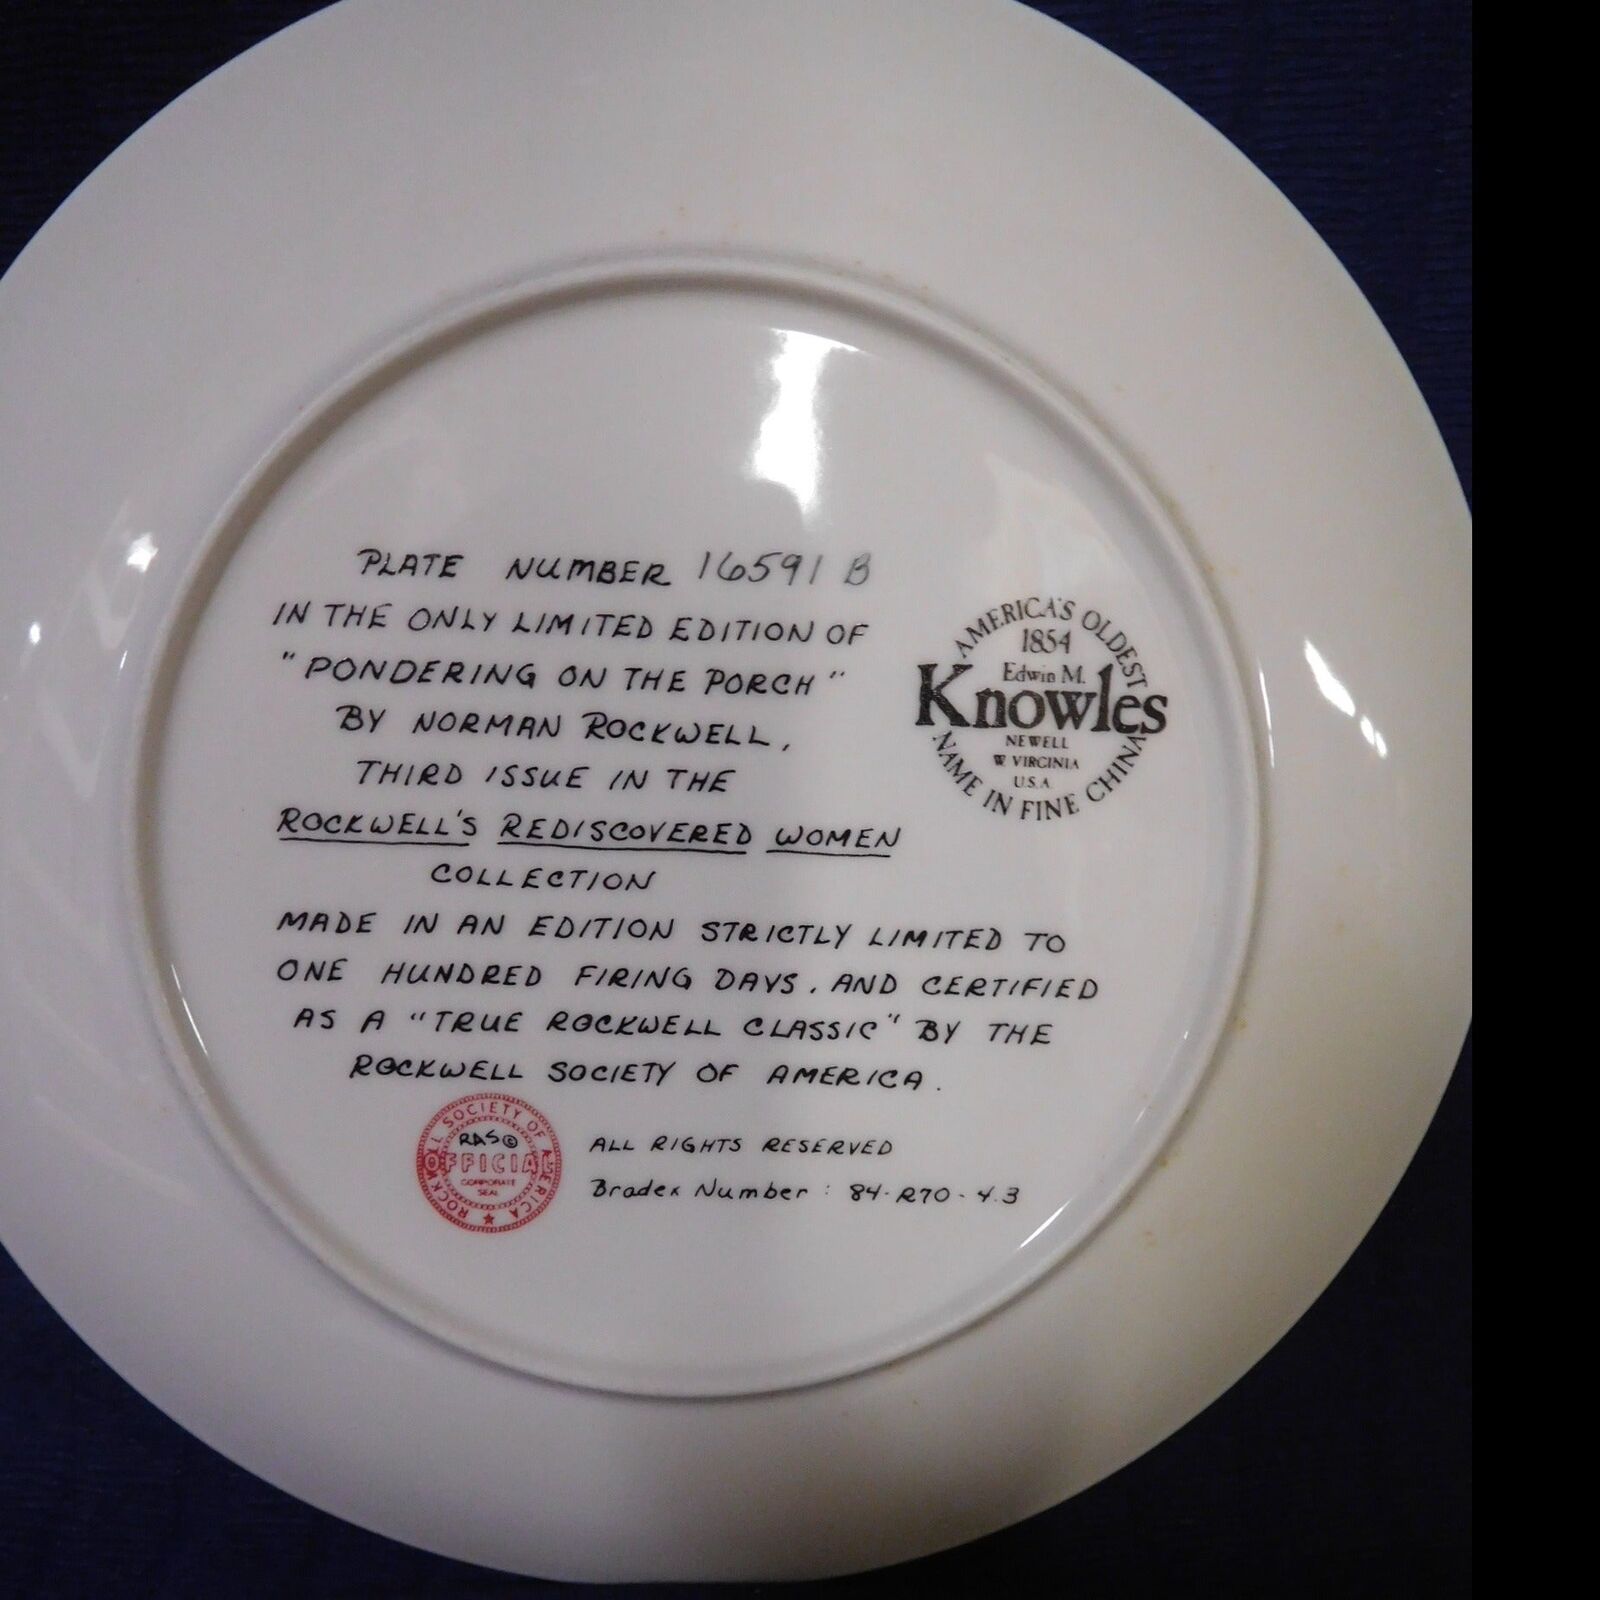 PLATE NUMBER 16591 B
IN THE ONLY LIMITED EDITION OF
"PONDERING ON THE PORCH"
BY NORMAN ROCKWELL,
THIRD ISSUE IN THE
ROCKWELL'S REDISCOVERED WOMEN
COLLECTION
MADE IN AN EDITION STRICTLY LIMITED TO
ONE HUNDRED FIRING DAYS, AND CERTIFIED
AS A "TRUE ROCKWELL CLASSIC" BY THE
ROCKWELL SOCIETY OF AMERICA.
AMERICA'S OLDEST
1854
Edwin M.
Knowles
NEWELL
W VIRGINIA
U.S.A.
NAME IN FINE CHINA
ROCKWELL SOCIETY OF AMERICA
RAS©
OFFICIAL
CORPORATE
SEAL
ALL RIGHTS RESERVED
Bradex Number: 84-R70-4.3